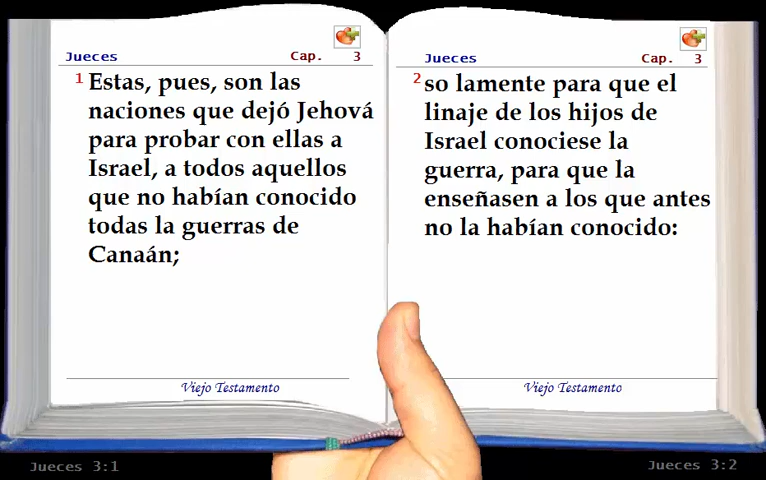 Jueces Cap. 3
1 Estas, pues, son las
naciones que dejó Jehová
para probar con ellas a
Israel, a todos aquellos
que no habían conocido
todas la guerras de
Canaán;
Viejo Testamento
Jueces 3:1
Jueces Cap. 3
2 so lamente para que el
linaje de los hijos de
Israel conociese la
guerra, para que la
enseñasen a los que antes
no la habían conocido:
Viejo Testamento
Jueces 3:2